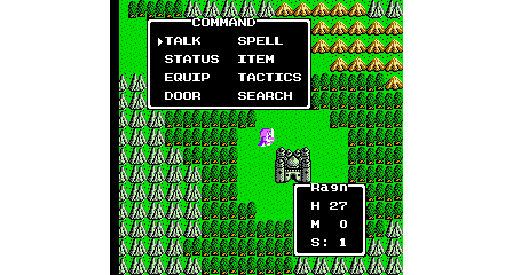 COMMAND
TALK SPELL
STATUS ITEM
EQUIP TACTICS
DOOR SEARCH
Ragn
H 27
M 0
S: 1